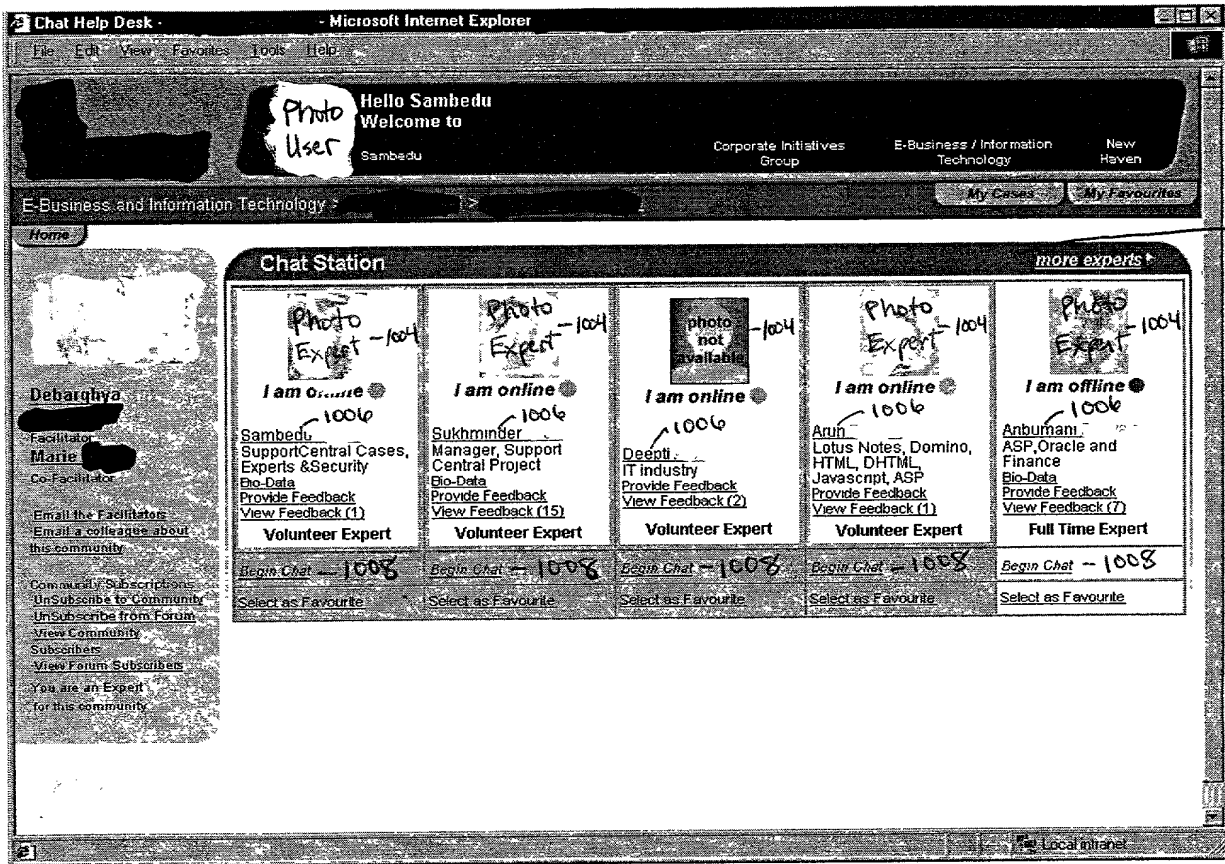 Chat Help Desk - - Microsoft Internet Explorer
File Edit View Favorites Tools Help
Photo User
Hello Sambedu
Welcome to
Sambedu
Corporate Initiatives Group
E-Business / Information Technology
New Haven
E-Business and Information Technology > >
My Cases
My Favourites
Home
Chat Station
more experts
Debarghya
Facilitator
Marie
Co-Facilitator
Email the Facilitators
Email a colleague about
this community
Community Subscriptions
UnSubscribe to Community
UnSubscribe from Forum
View Community
Subscribers
View Forum Subscribers
You are an Expert
for this community
Photo Expert - 1004
I am online
1006
Sambedu
SupportCentral Cases,
Experts &Security
Bio-Data
Provide Feedback
View Feedback (1)
Volunteer Expert
Begin Chat - 1008
Select as Favourite
Photo Expert - 1004
I am online
1006
Sukhminder
Manager, Support
Central Project
Bio-Data
Provide Feedback
View Feedback (15)
Volunteer Expert
Begin Chat - 1008
Select as Favourite
photo
not
available
-1004
I am online
1006
Deepti
IT industry
Provide Feedback
View Feedback (2)
Volunteer Expert
Begin Chat - 1008
Select as Favourite
Photo Expert - 1004
I am online
1006
Arun
Lotus Notes, Domino,
HTML, DHTML,
Javascript, ASP
Provide Feedback
View Feedback (1)
Volunteer Expert
Begin Chat - 1008
Select as Favourite
Photo Expert - 1004
I am offline
1006
Anbumani
ASP,Oracle and
Finance
Bio-Data
Provide Feedback
View Feedback (7)
Full Time Expert
Begin Chat - 1008
Select as Favourite
Local intranet